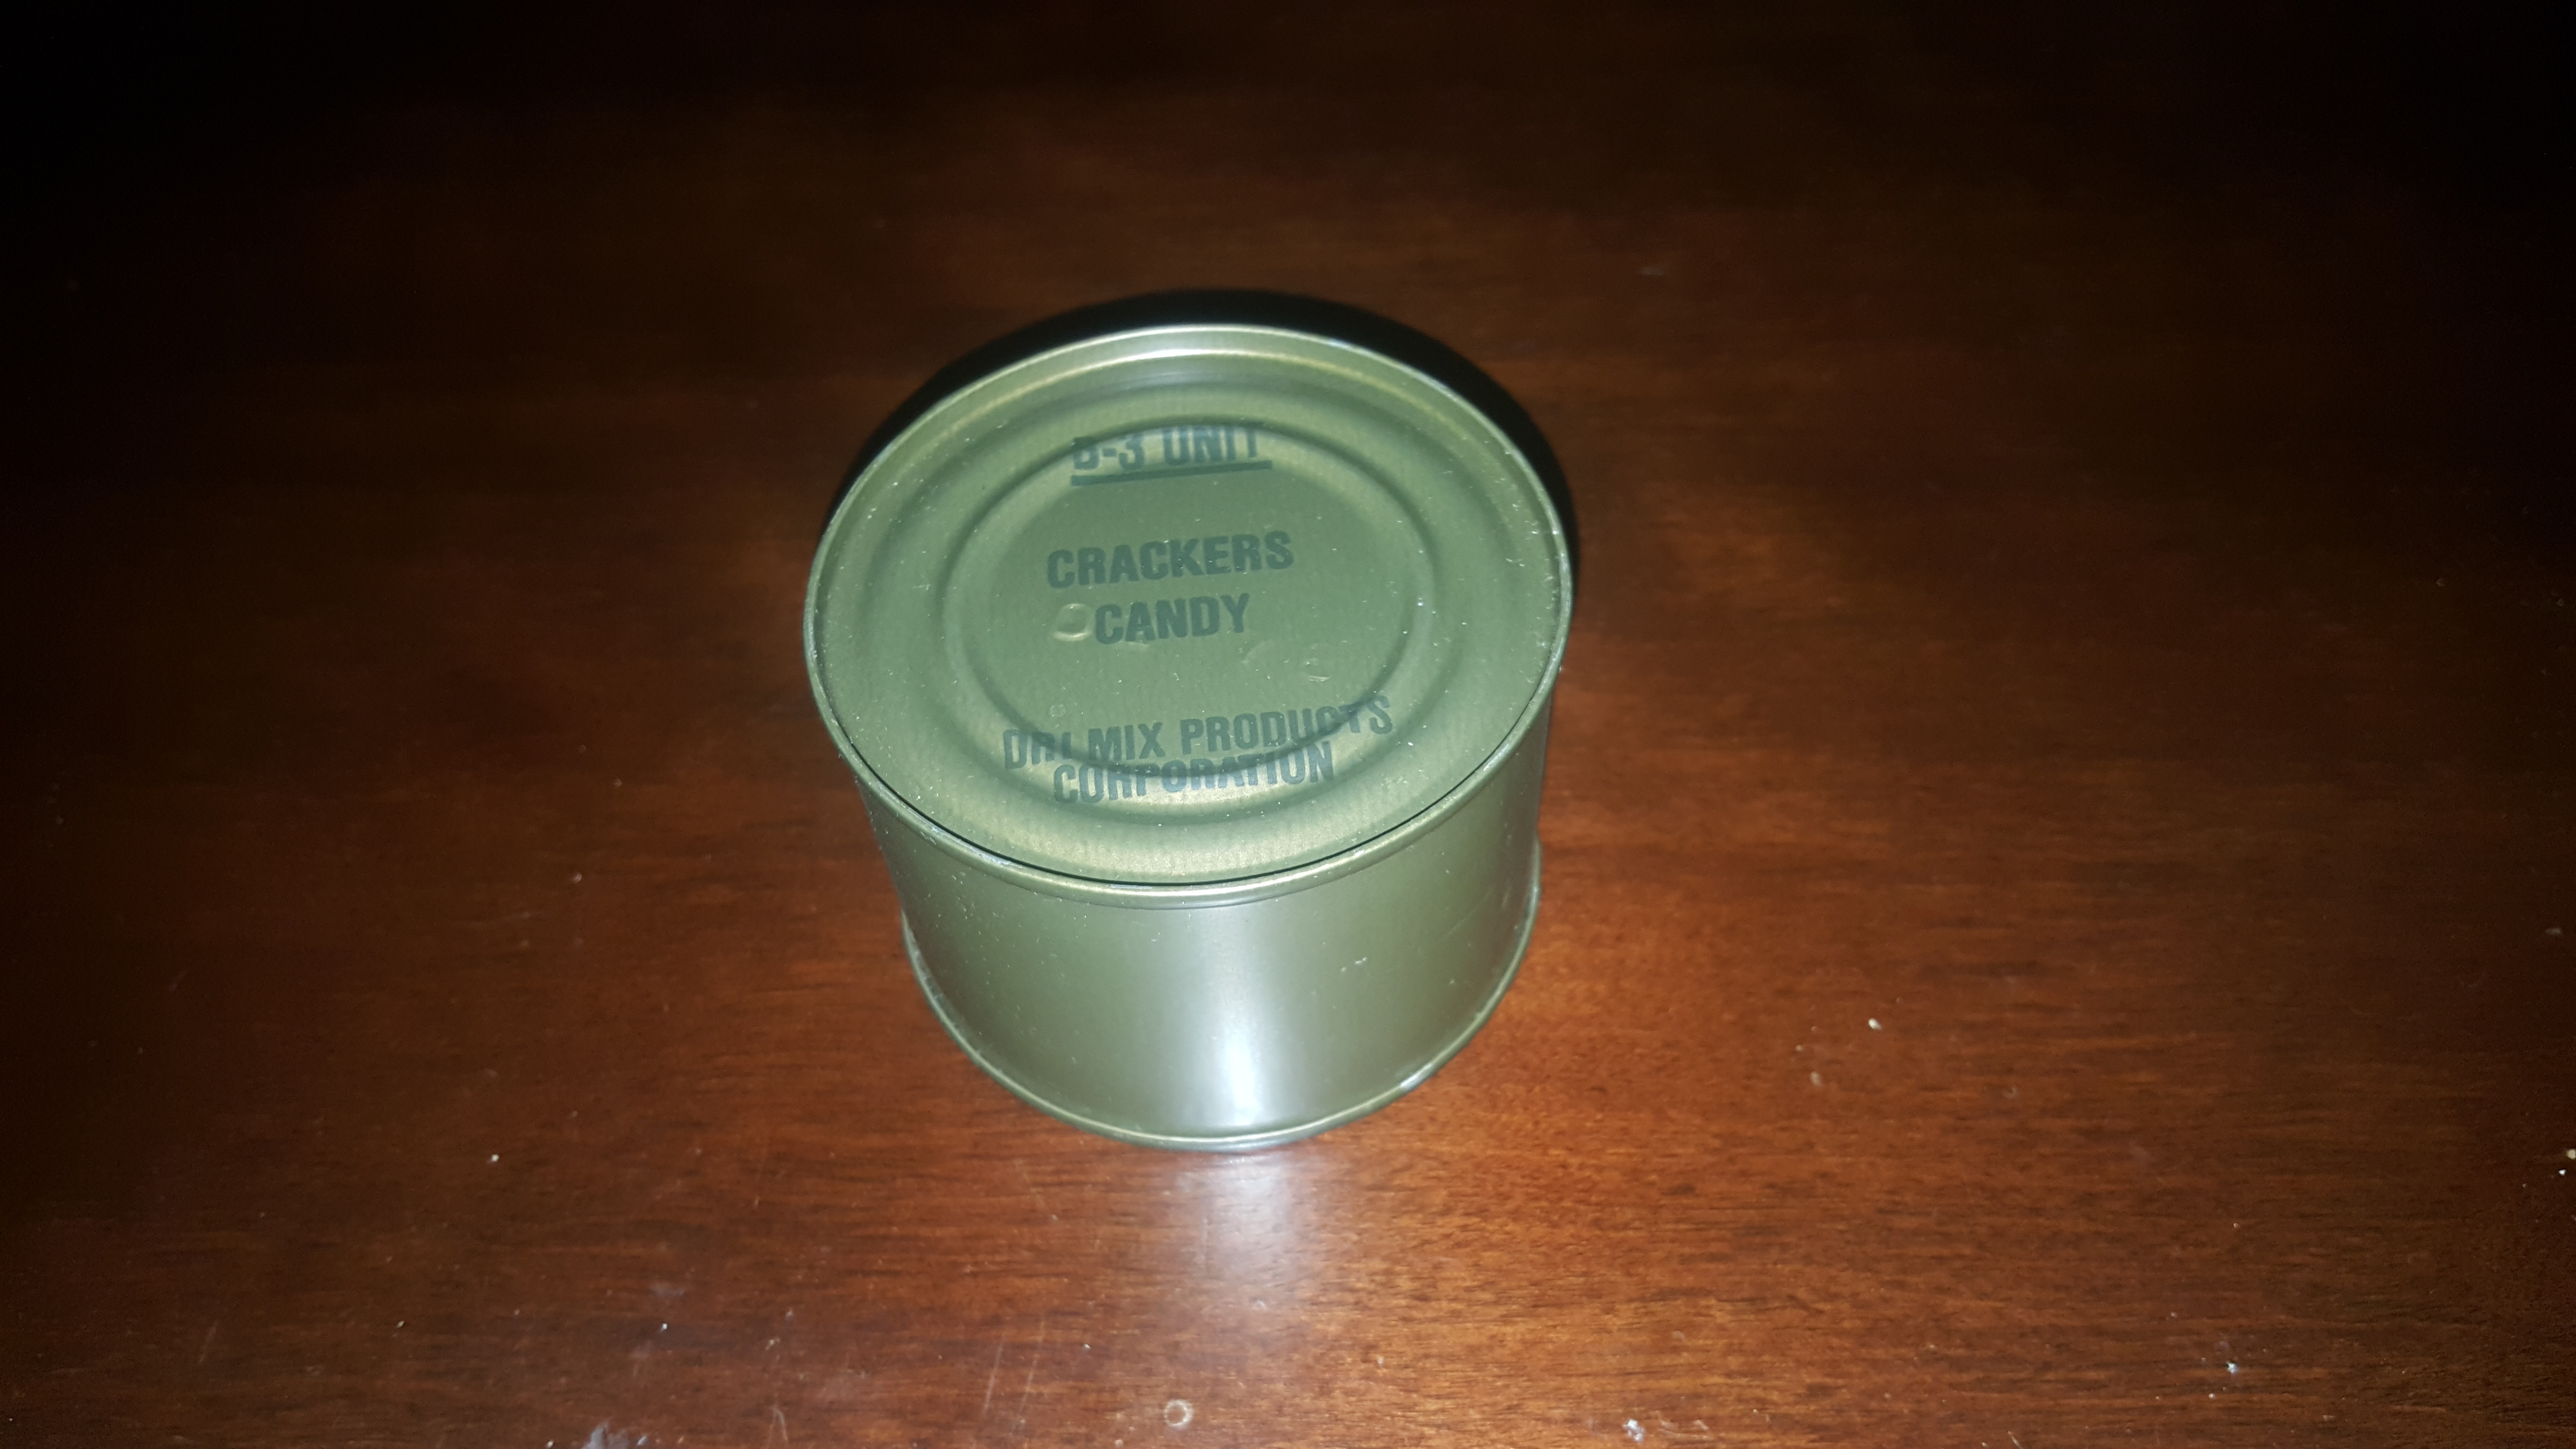 B-3 UNIT
CRACKERS
CANDY
DRI MIX PRODUCTS
CORPORATION